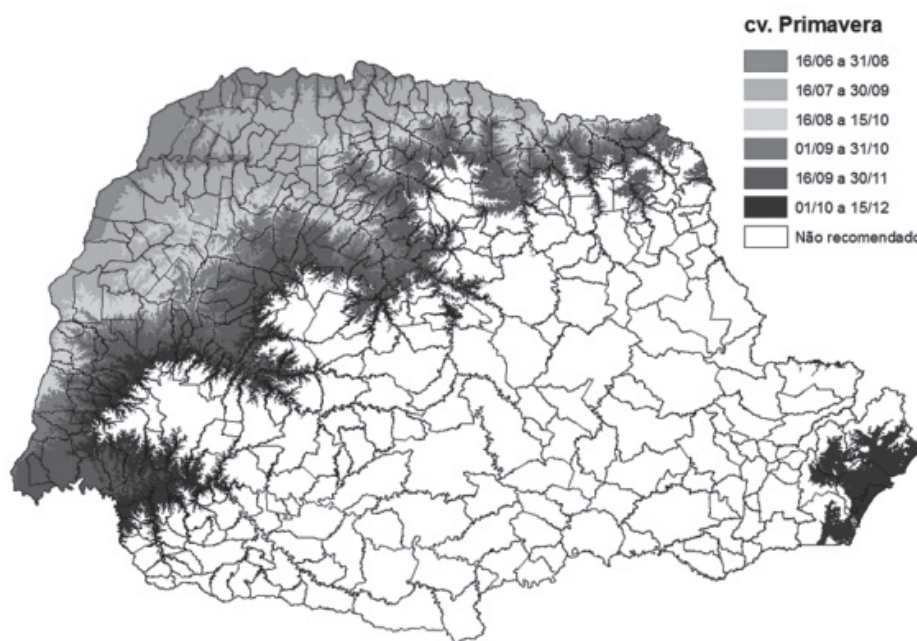 cv. Primavera
16/06 a 31/08
16/07 a 30/09
16/08 a 15/10
01/09 a 31/10
16/09 a 30/11
01/10 a 15/12
Não recomendado